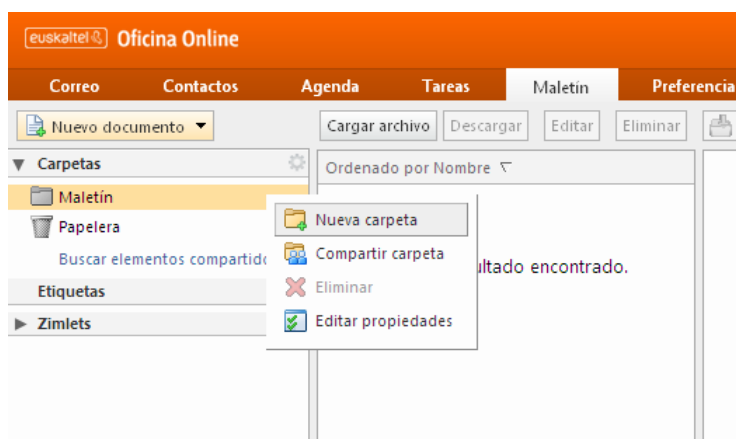 euskaltel Oficina Online
Correo Contactos Agenda Tareas Maletín Preferencia
Nuevo documento Cargar archivo Descargar Editar Eliminar
Carpetas Ordenado por Nombre
Maletín
Papelera
Buscar elementos compartido
Etiquetas
Zimlets
Nueva carpeta
Compartir carpeta
encontrado.
Eliminar
Editar propiedades